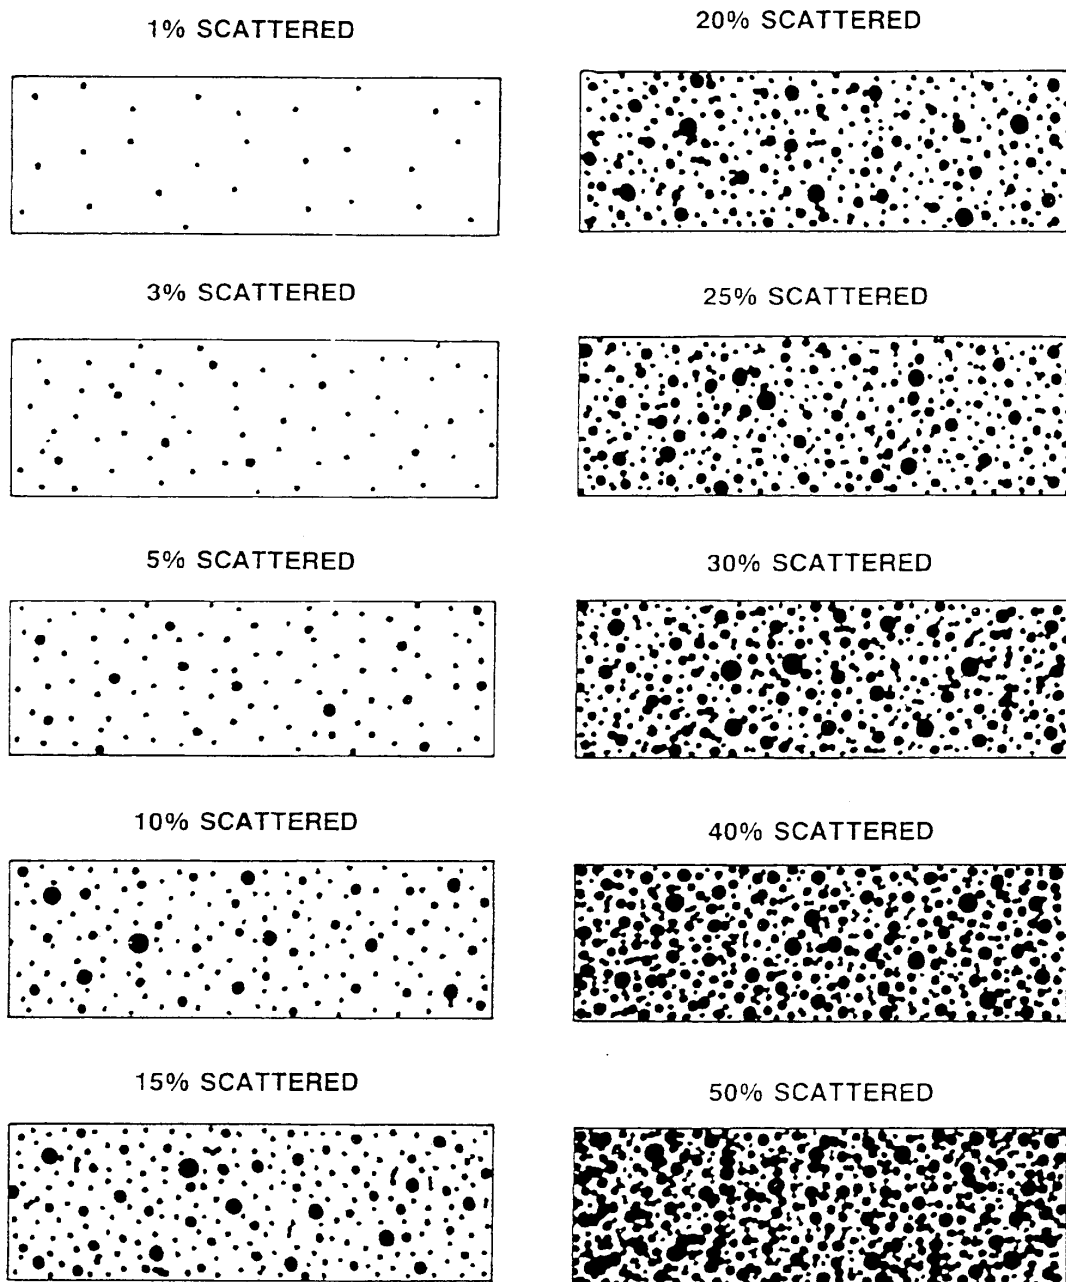 1% SCATTERED
3% SCATTERED
5% SCATTERED
10% SCATTERED
15% SCATTERED
20% SCATTERED
25% SCATTERED
30% SCATTERED
40% SCATTERED
50% SCATTERED